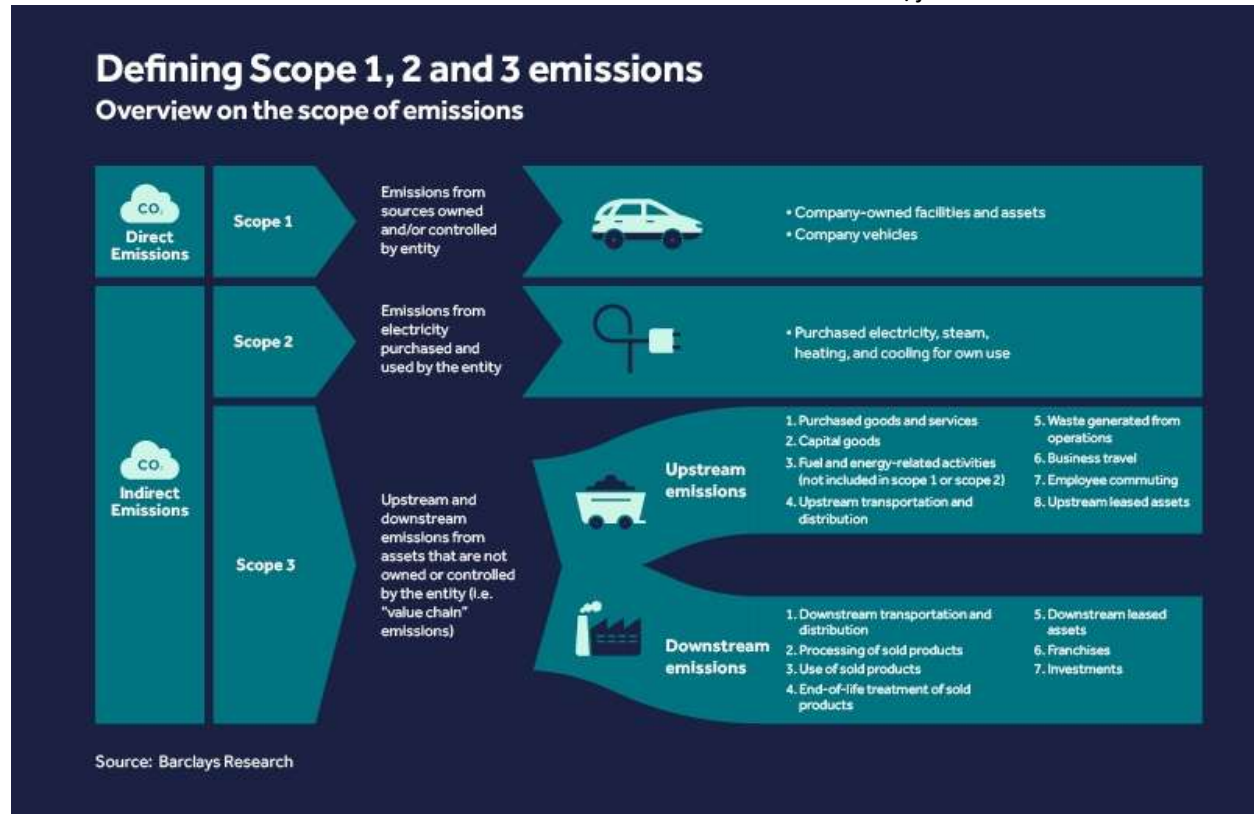 Defining Scope 1, 2 and 3 emissions
Overview on the scope of emissions
CO₂
Direct
Emissions
Scope 1
Emissions from
sources owned
and/or controlled
by entity
• Company-owned facilities and assets
• Company vehicles
CO₂
Indirect
Emissions
Scope 2
Emissions from
electricity
purchased and
used by the entity
• Purchased electricity, steam,
heating, and cooling for own use
Scope 3
Upstream and
downstream
emissions from
assets that are not
owned or controlled
by the entity (i.e.
"value chain"
emissions)
Upstream
emissions
1. Purchased goods and services
2. Capital goods
3. Fuel and energy-related activities
(not included in scope 1 or scope 2)
4. Upstream transportation and
distribution
5. Waste generated from
operations
6. Business travel
7. Employee commuting
8. Upstream leased assets
Downstream
emissions
1. Downstream transportation and
distribution
2. Processing of sold products
3. Use of sold products
4. End-of-life treatment of sold
products
5. Downstream leased
assets
6. Franchises
7. Investments
Source: Barclays Research